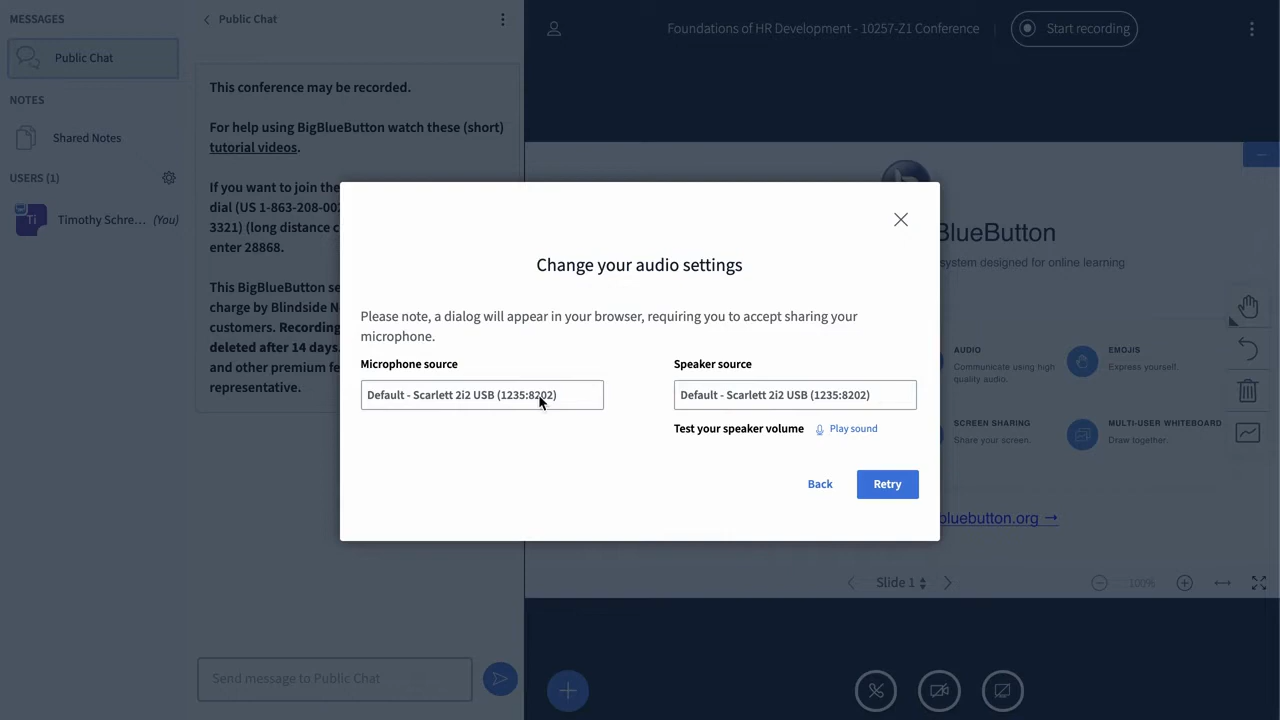 MESSAGES
Public Chat
NOTES
Shared Notes
USERS (1)
Ti
Timothy Schre... (You)
Public Chat
This conference may be recorded.
For help using BigBlueButton watch these (short)
tutorial videos.
If you want to join the
dial (US 1-863-208-
3321) (long distance c
enter 28868.
This BigBlueButton se
charge by Blindside N
customers. Recording
deleted after 14 days.
and other premium fe
representative.
Send message to Public Chat
Foundations of HR Development - 10257-Z1 Conference
Start recording
BlueButton
system designed for online learning
AUDIO
Communicate using high
quality audio.
EMOJIS
Express yourself.
SCREEN SHARING
Share your screen.
MULTI-USER WHITEBOARD
Draw together.
bluebutton.org →
Slide 1
100%
Change your audio settings
Please note, a dialog will appear in your browser, requiring you to accept sharing your
microphone.
Microphone source
Speaker source
Default - Scarlett 2i2 USB (1235:8202)
Default - Scarlett 2i2 USB (1235:8202)
Test your speaker volume
Play sound
Back
Retry